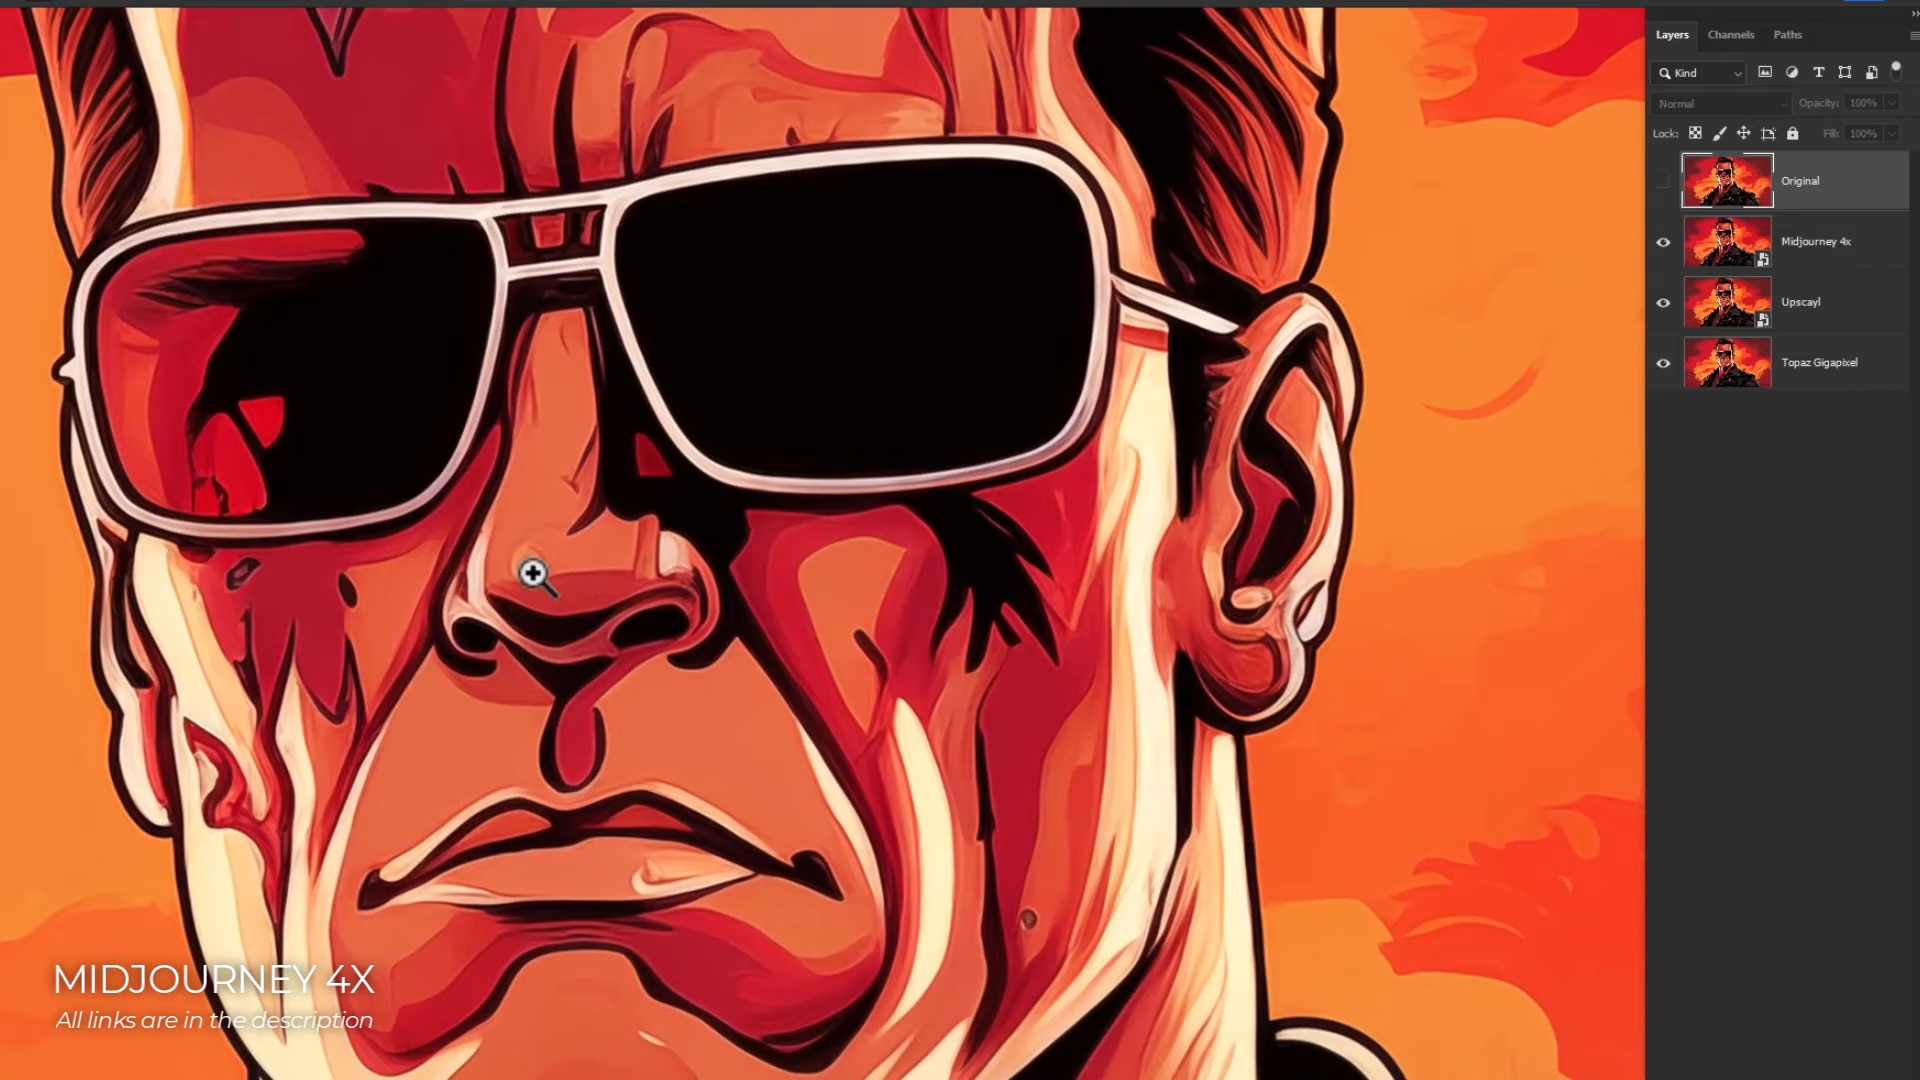 Layers Channels Paths
Kind
Normal Opacity: 100%
Lock: Fill: 100%
Original
Midjourney 4x
Upscayl
Topaz Gigapixel
MIDJOURNEY 4X
All links are in the description